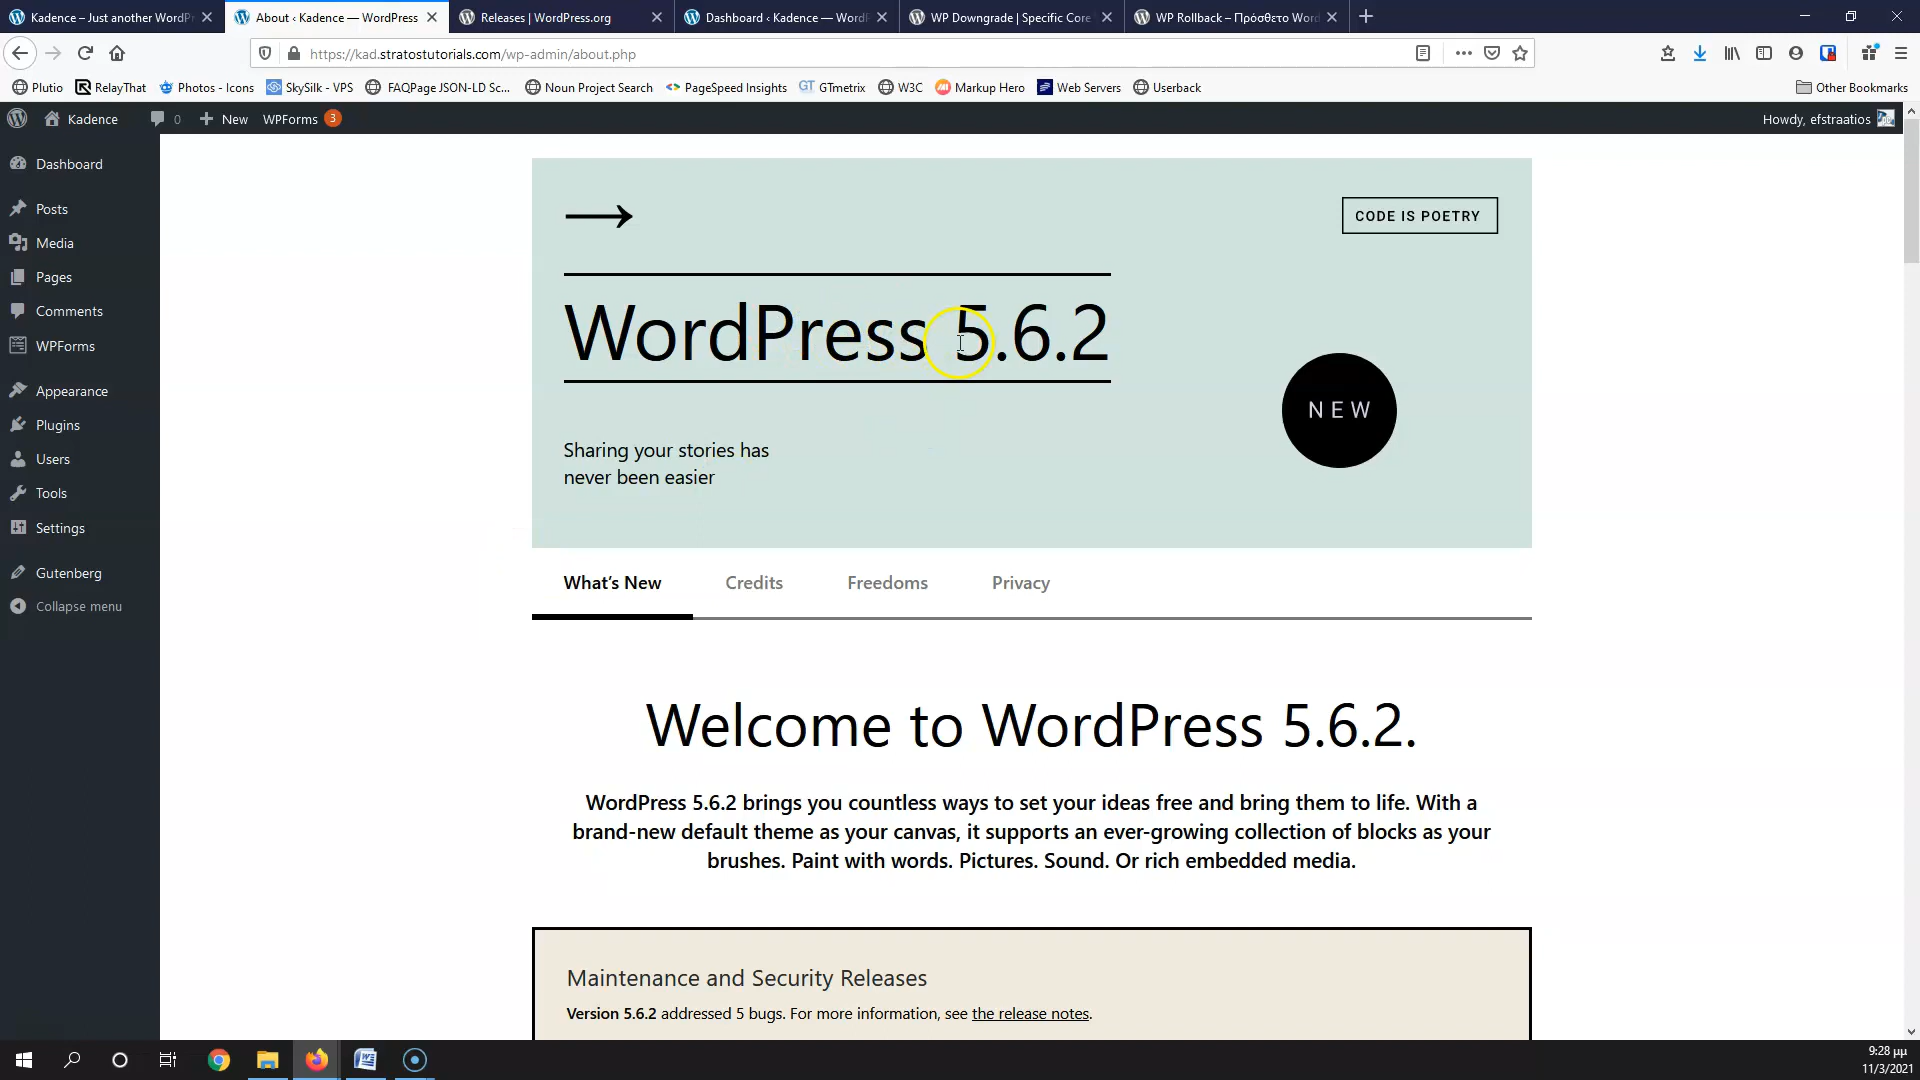 Kadence – Just another WordP
About ‹ Kadence — WordPress
Releases | WordPress.org
Dashboard ‹ Kadence — Word
WP Downgrade | Specific Core
WP Rollback – Πρόσθετο Word
https://kad.stratostutorials.com/wp-admin/about.php
Plutio
RelayThat
Photos - Icons
SkySilk - VPS
FAQPage JSON-LD Sc...
Noun Project Search
PageSpeed Insights
GTmetrix
W3C
Markup Hero
Web Servers
Userback
Other Bookmarks
Kadence
0
New
WPForms 3
Howdy, efstraatios
Dashboard
Posts
Media
Pages
Comments
WPForms
Appearance
Plugins
Users
Tools
Settings
Gutenberg
Collapse menu
CODE IS POETRY
WordPress 5.6.2
NEW
Sharing your stories has
never been easier
What's New
Credits
Freedoms
Privacy
Welcome to WordPress 5.6.2.
WordPress 5.6.2 brings you countless ways to set your ideas free and bring them to life. With a
brand-new default theme as your canvas, it supports an ever-growing collection of blocks as your
brushes. Paint with words. Pictures. Sound. Or rich embedded media.
Maintenance and Security Releases
Version 5.6.2 addressed 5 bugs. For more information, see the release notes.
9:28 μμ
11/3/2021